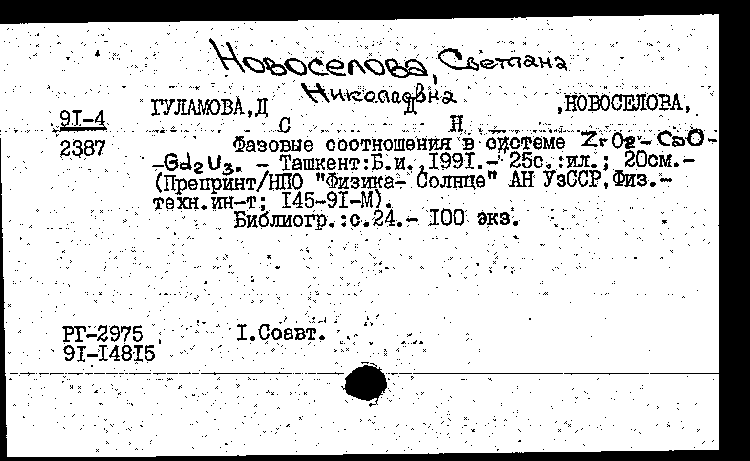 Новоселова, Светлана
Николаевна
ГУЛАМОВА,Д Д ,НОВОСЕЛОВА,
9I-4 С Н
2387 Фазовые соотношения в системе ZrO2-CaO-
-Gd2O3. - Ташкент:Б.и.,I99I.- 25с.:ил.; 20см.-
(Препринт/НПО "Физика- Солнце" АН УзССР,Физ.-
техн.ин-т; I45-9I-М).
Библиогр.:с.24.- I00 экз.
РГ-2975 I.Соавт.
9I-I48I5